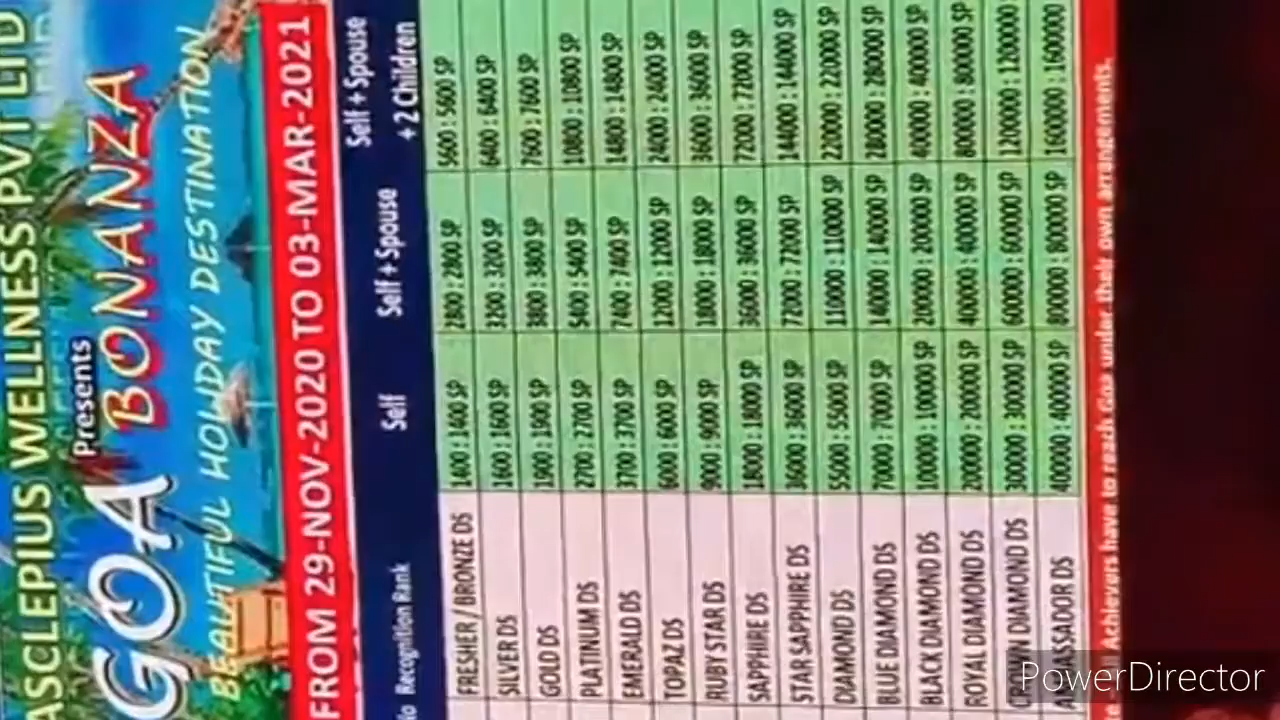 ASCLEPIUS WELLNESS PVT LTD
Presents
GOA BONANZA
BEAUTIFUL HOLIDAY DESTINATION
FROM 29-NOV-2020 TO 03-MAR-2021
Recognition Rank Self Self + Spouse Self + Spouse + 2 Children
FRESHER / BRONZE DS 1400 : 1400 SP 2800 : 2800 SP 5600 : 5600 SP
SILVER DS 1600 : 1600 SP 3200 : 3200 SP 6400 : 6400 SP
GOLD DS 1900 : 1900 SP 3800 : 3800 SP 7600 : 7600 SP
PLATINUM DS 2700 : 2700 SP 5400 : 5400 SP 10800 : 10800 SP
EMERALD DS 3700 : 3700 SP 7400 : 7400 SP 14800 : 14800 SP
TOPAZ DS 6000 : 6000 SP 12000 : 12000 SP 24000 : 24000 SP
RUBY STAR DS 9000 : 9000 SP 18000 : 18000 SP 36000 : 36000 SP
SAPPHIRE DS 18000 : 18000 SP 36000 : 36000 SP 72000 : 72000 SP
STAR SAPPHIRE DS 36000 : 36000 SP 72000 : 72000 SP 144000 : 144000 SP
DIAMOND DS 55000 : 55000 SP 110000 : 110000 SP 220000 : 210000 SP
BLUE DIAMOND DS 70000 : 70000 SP 140000 : 140000 SP 280000 : 280000 SP
BLACK DIAMOND DS 100000 : 100000 SP 200000 : 200000 SP 400000 : 400000 SP
ROYAL DIAMOND DS 200000 : 200000 SP 400000 : 400000 SP 800000 : 800000 SP
CROWN DIAMOND DS 300000 : 300000 SP 600000 : 600000 SP 1200000 : 1200000
AMBASSADOR DS 400000 : 400000 SP 800000 : 800000 SP 1600000 : 1600000
All Achievers have to reach Goa under their own arrangements.
PowerDirector